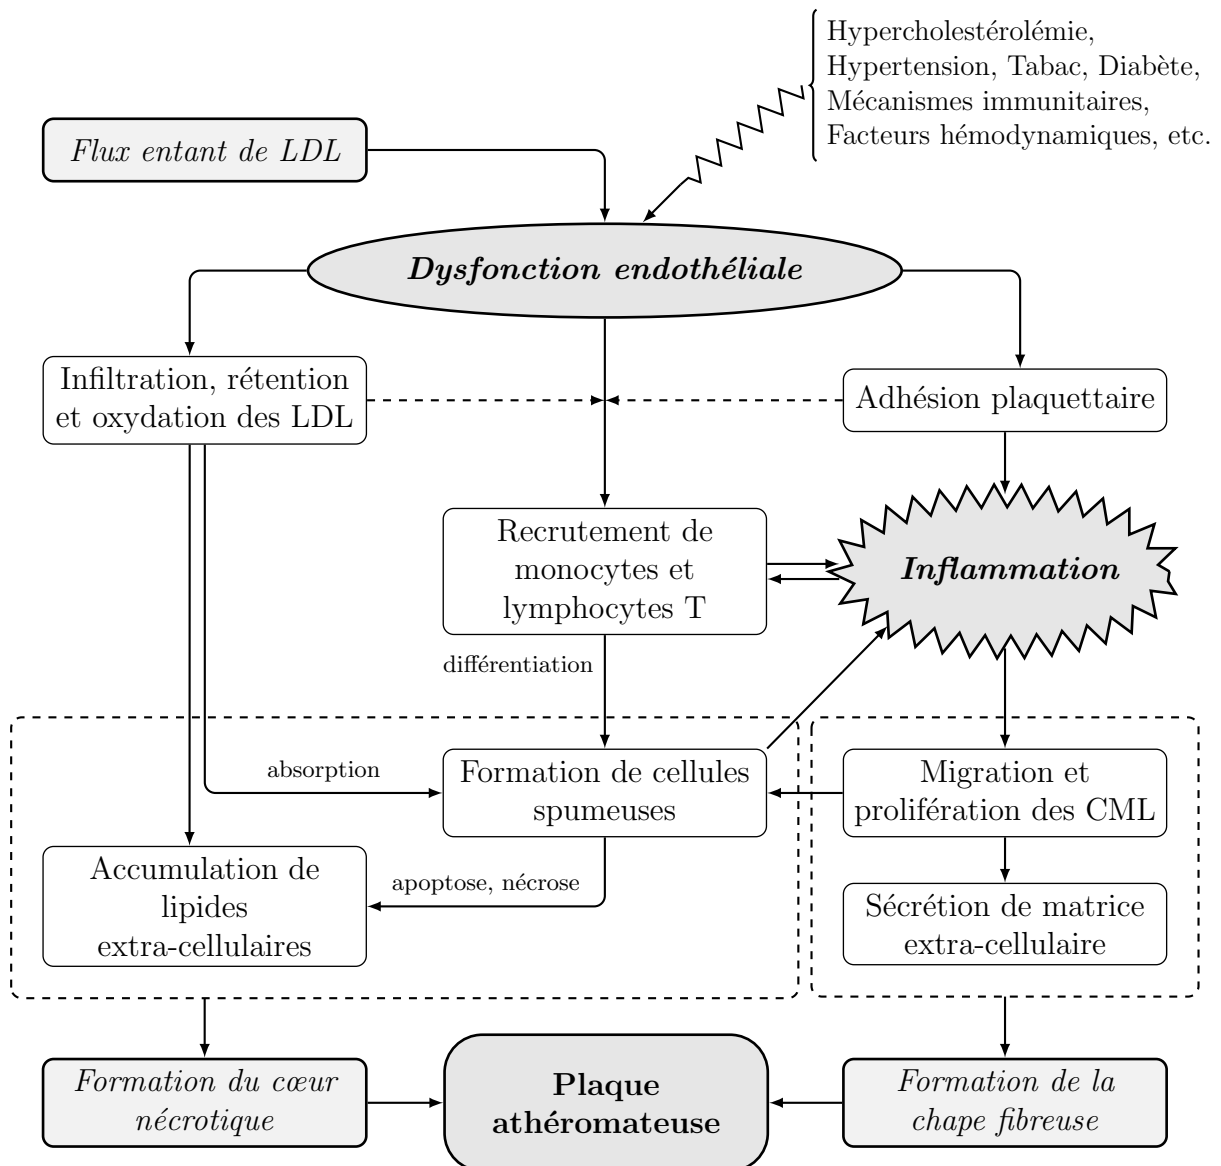 Hypercholestérolémie,
Hypertension, Tabac, Diabète,
Mécanismes immunitaires,
Facteurs hémodynamiques, etc.
Flux entant de LDL
Dysfonction endothéliale
Infiltration, rétention
et oxydation des LDL
Adhésion plaquettaire
Recrutement de
monocytes et
lymphocytes T
Inflammation
différentiation
absorption
Formation de cellules
spumeuses
Migration et
prolifération des CML
Accumulation de
lipides
extra-cellulaires
apoptose, nécrose
Sécrétion de matrice
extra-cellulaire
Formation du cœur
nécrotique
Plaque
athéromateuse
Formation de la
chape fibreuse